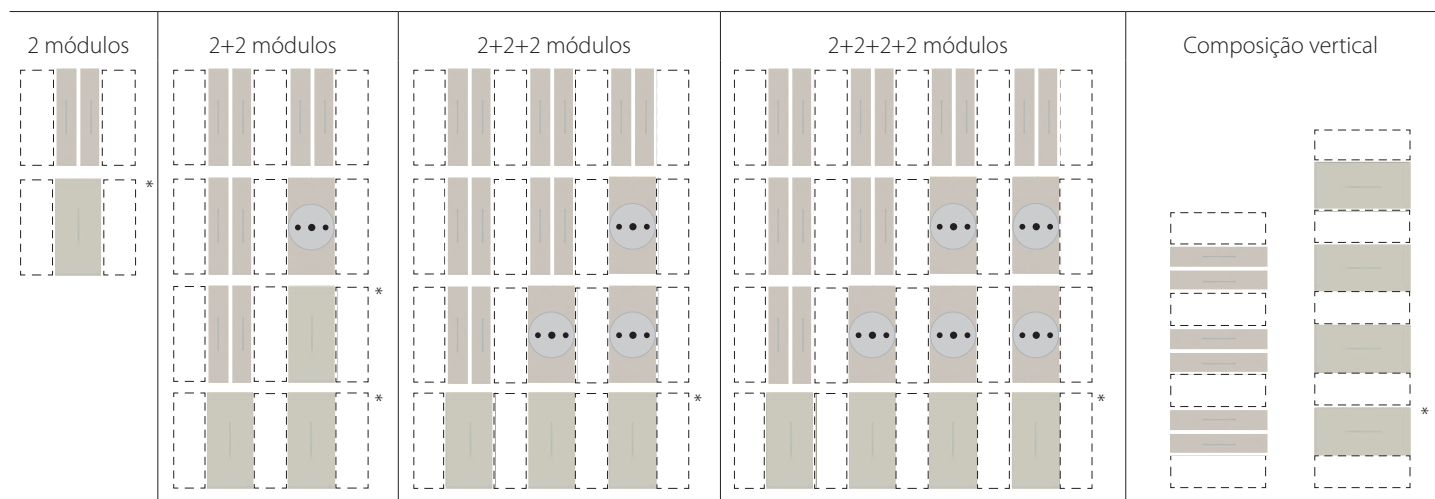 2 módulos
2+2 módulos
2+2+2 módulos
2+2+2+2 módulos
Composição vertical
*
*
*
*
*
*